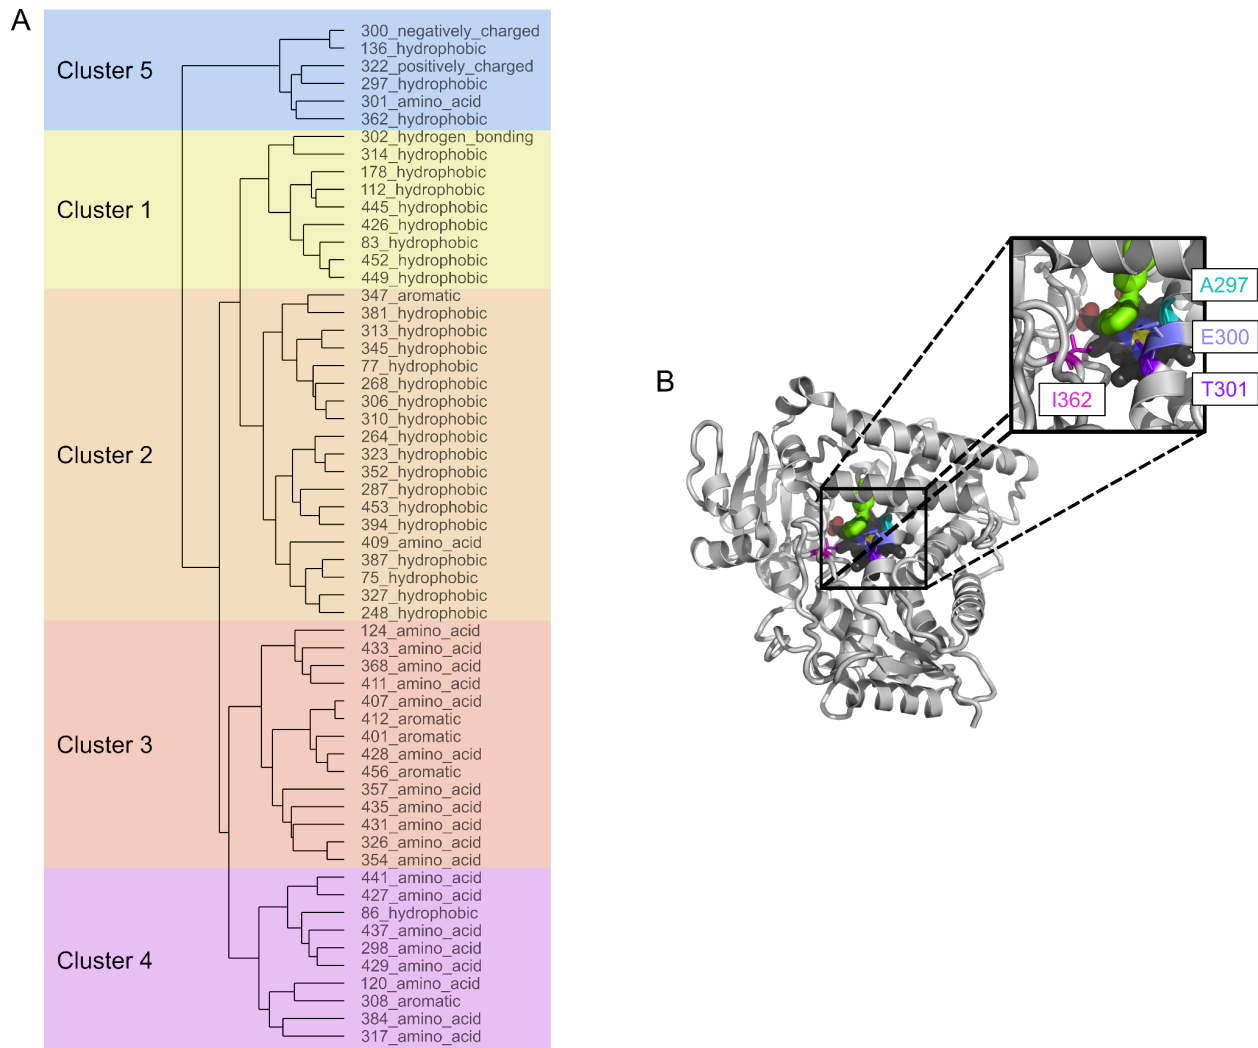 A
Cluster 5
300_negatively_charged
136_hydrophobic
322_positively_charged
297_hydrophobic
301_amino_acid
362_hydrophobic
Cluster 1
302_hydrogen_bonding
314_hydrophobic
178_hydrophobic
112_hydrophobic
445_hydrophobic
426_hydrophobic
83_hydrophobic
452_hydrophobic
449_hydrophobic
Cluster 2
347_aromatic
381_hydrophobic
313_hydrophobic
345_hydrophobic
77_hydrophobic
268_hydrophobic
306_hydrophobic
310_hydrophobic
264_hydrophobic
323_hydrophobic
352_hydrophobic
287_hydrophobic
453_hydrophobic
394_hydrophobic
409_amino_acid
387_hydrophobic
75_hydrophobic
327_hydrophobic
248_hydrophobic
Cluster 3
124_amino_acid
433_amino_acid
368_amino_acid
411_amino_acid
407_amino_acid
412_aromatic
401_aromatic
428_amino_acid
456_aromatic
357_amino_acid
435_amino_acid
431_amino_acid
326_amino_acid
354_amino_acid
Cluster 4
441_amino_acid
427_amino_acid
86_hydrophobic
437_amino_acid
298_amino_acid
429_amino_acid
120_amino_acid
308_aromatic
384_amino_acid
317_amino_acid
B
A297
E300
T301
I362